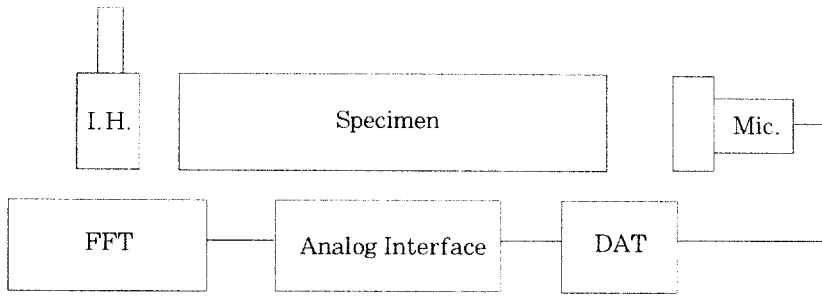 I.H.
Specimen
Mic.
FFT
Analog Interface
DAT